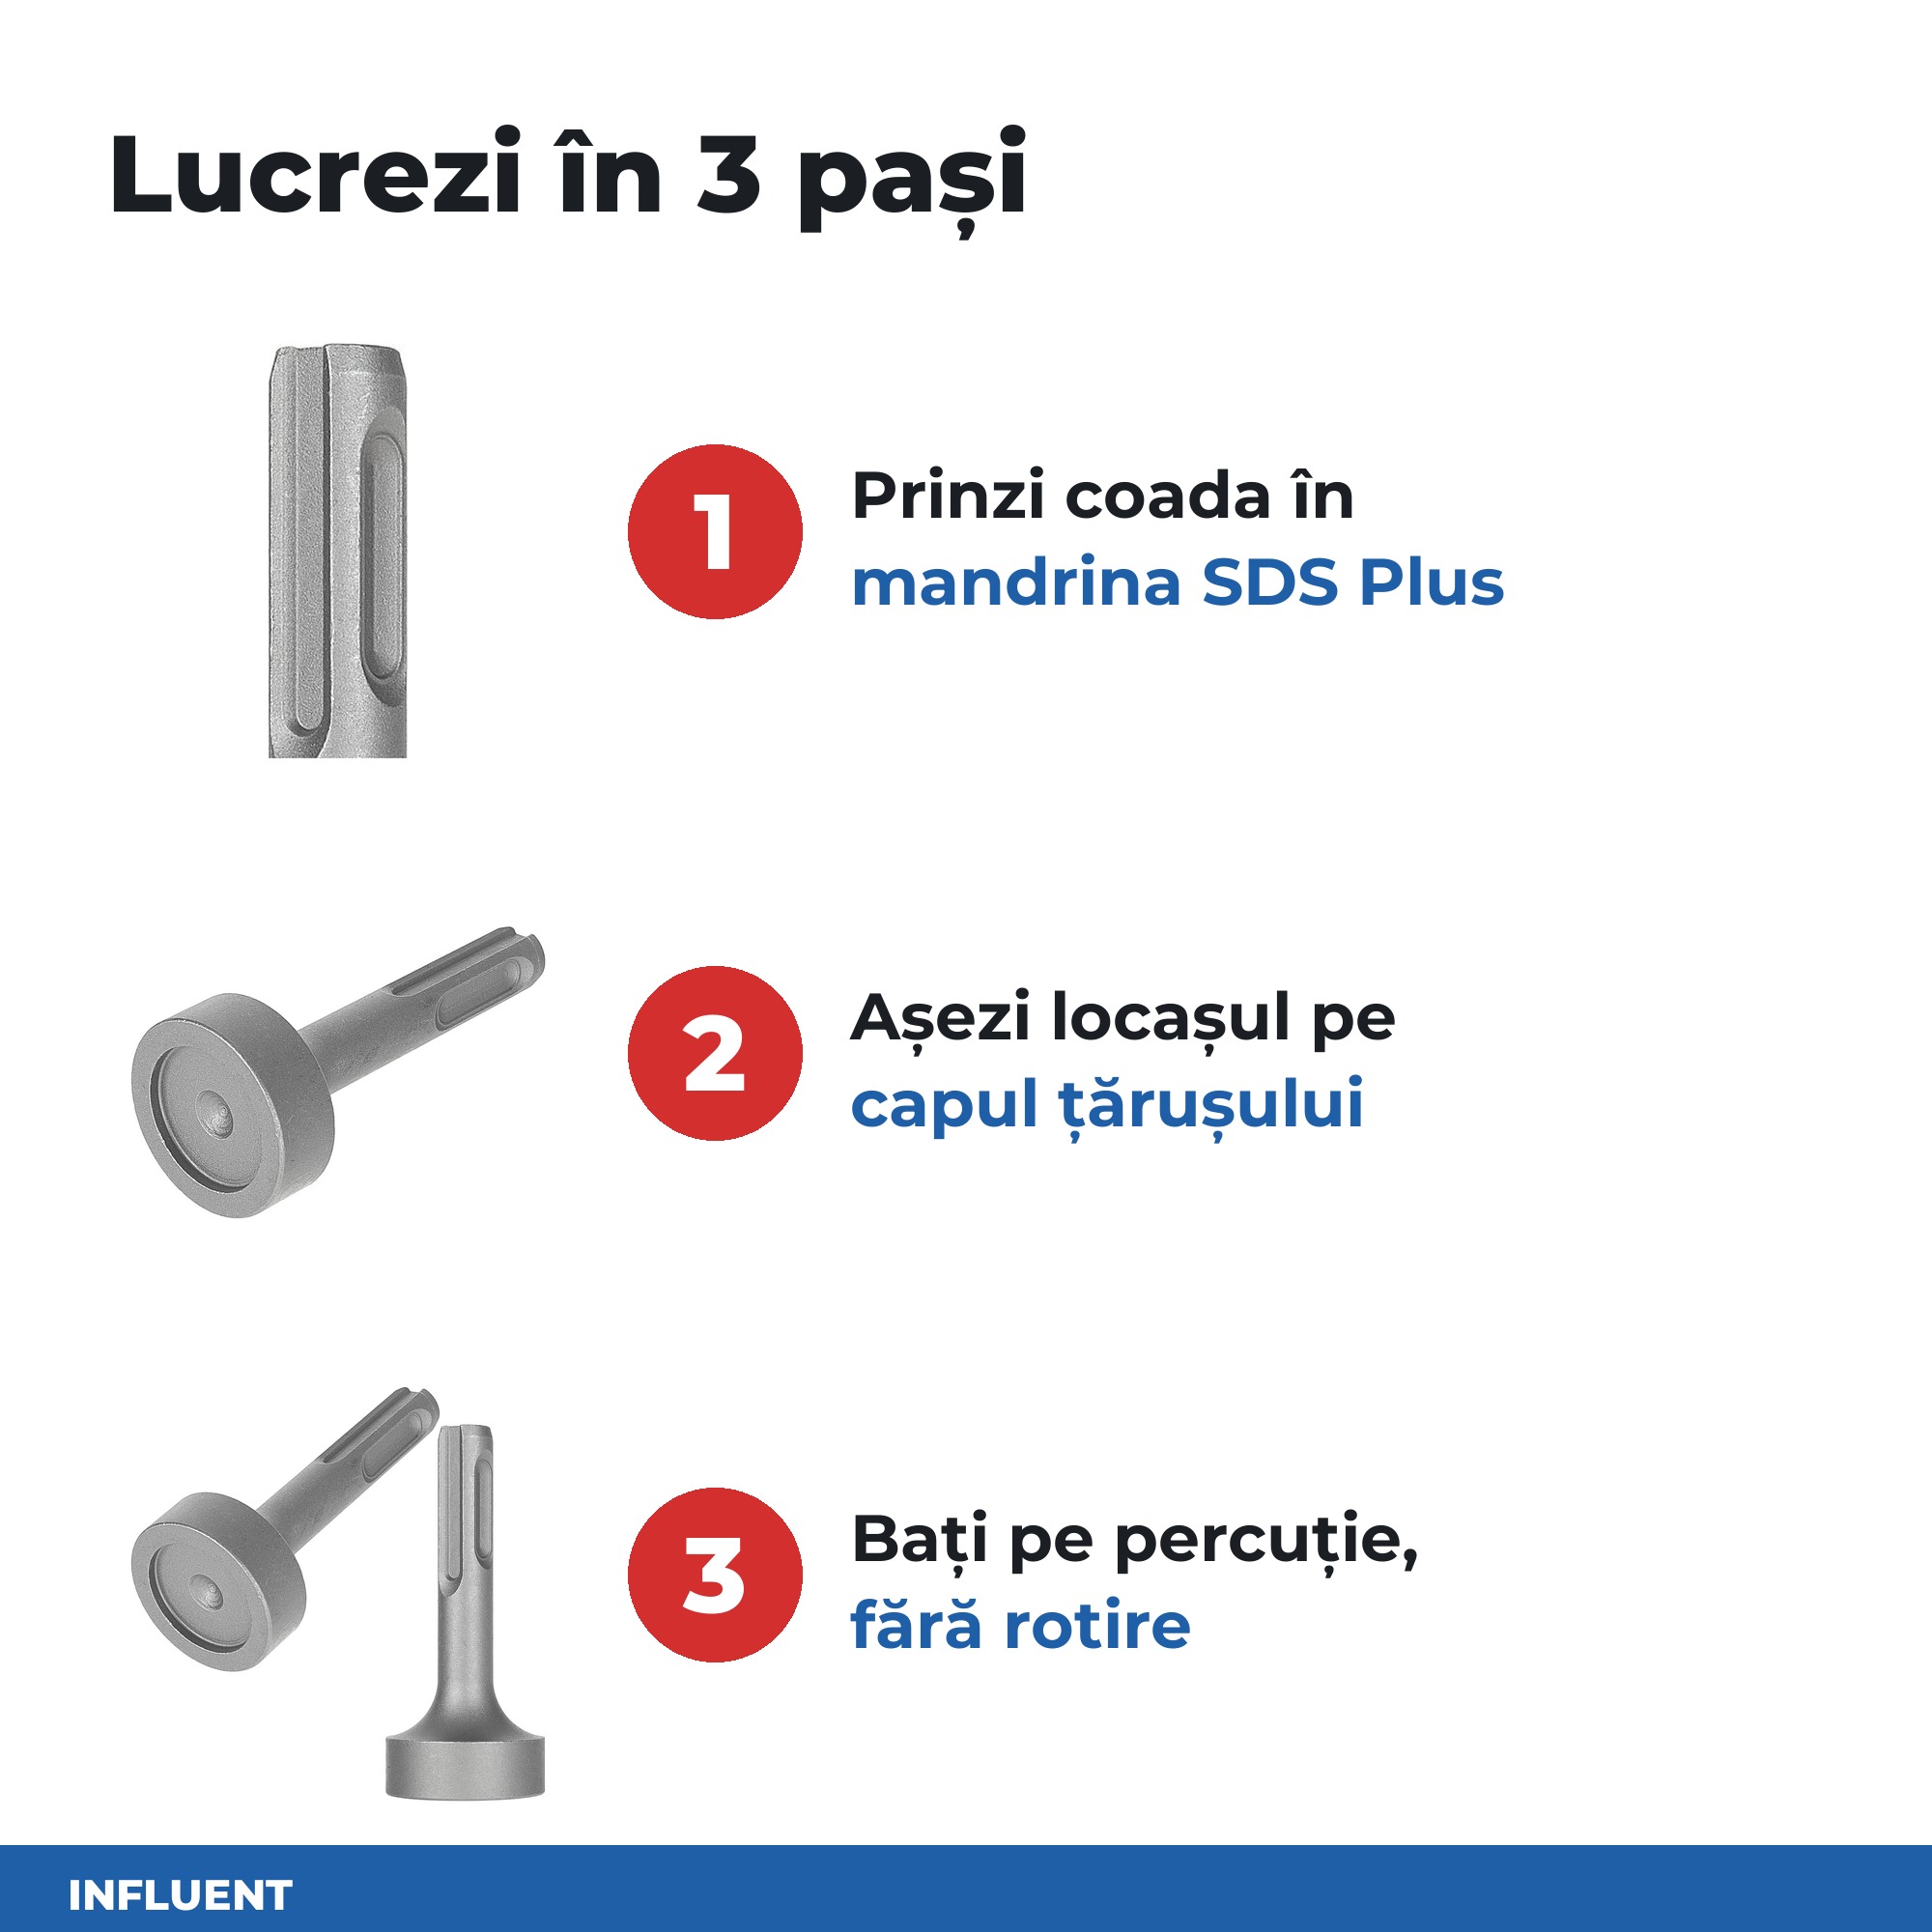 Lucrezi în 3 pași
1
Prinzi coada în
mandrina SDS Plus
2
Așezi locașul pe
capul țărușului
3
Bați pe percuție,
fără rotire
INFLUENT